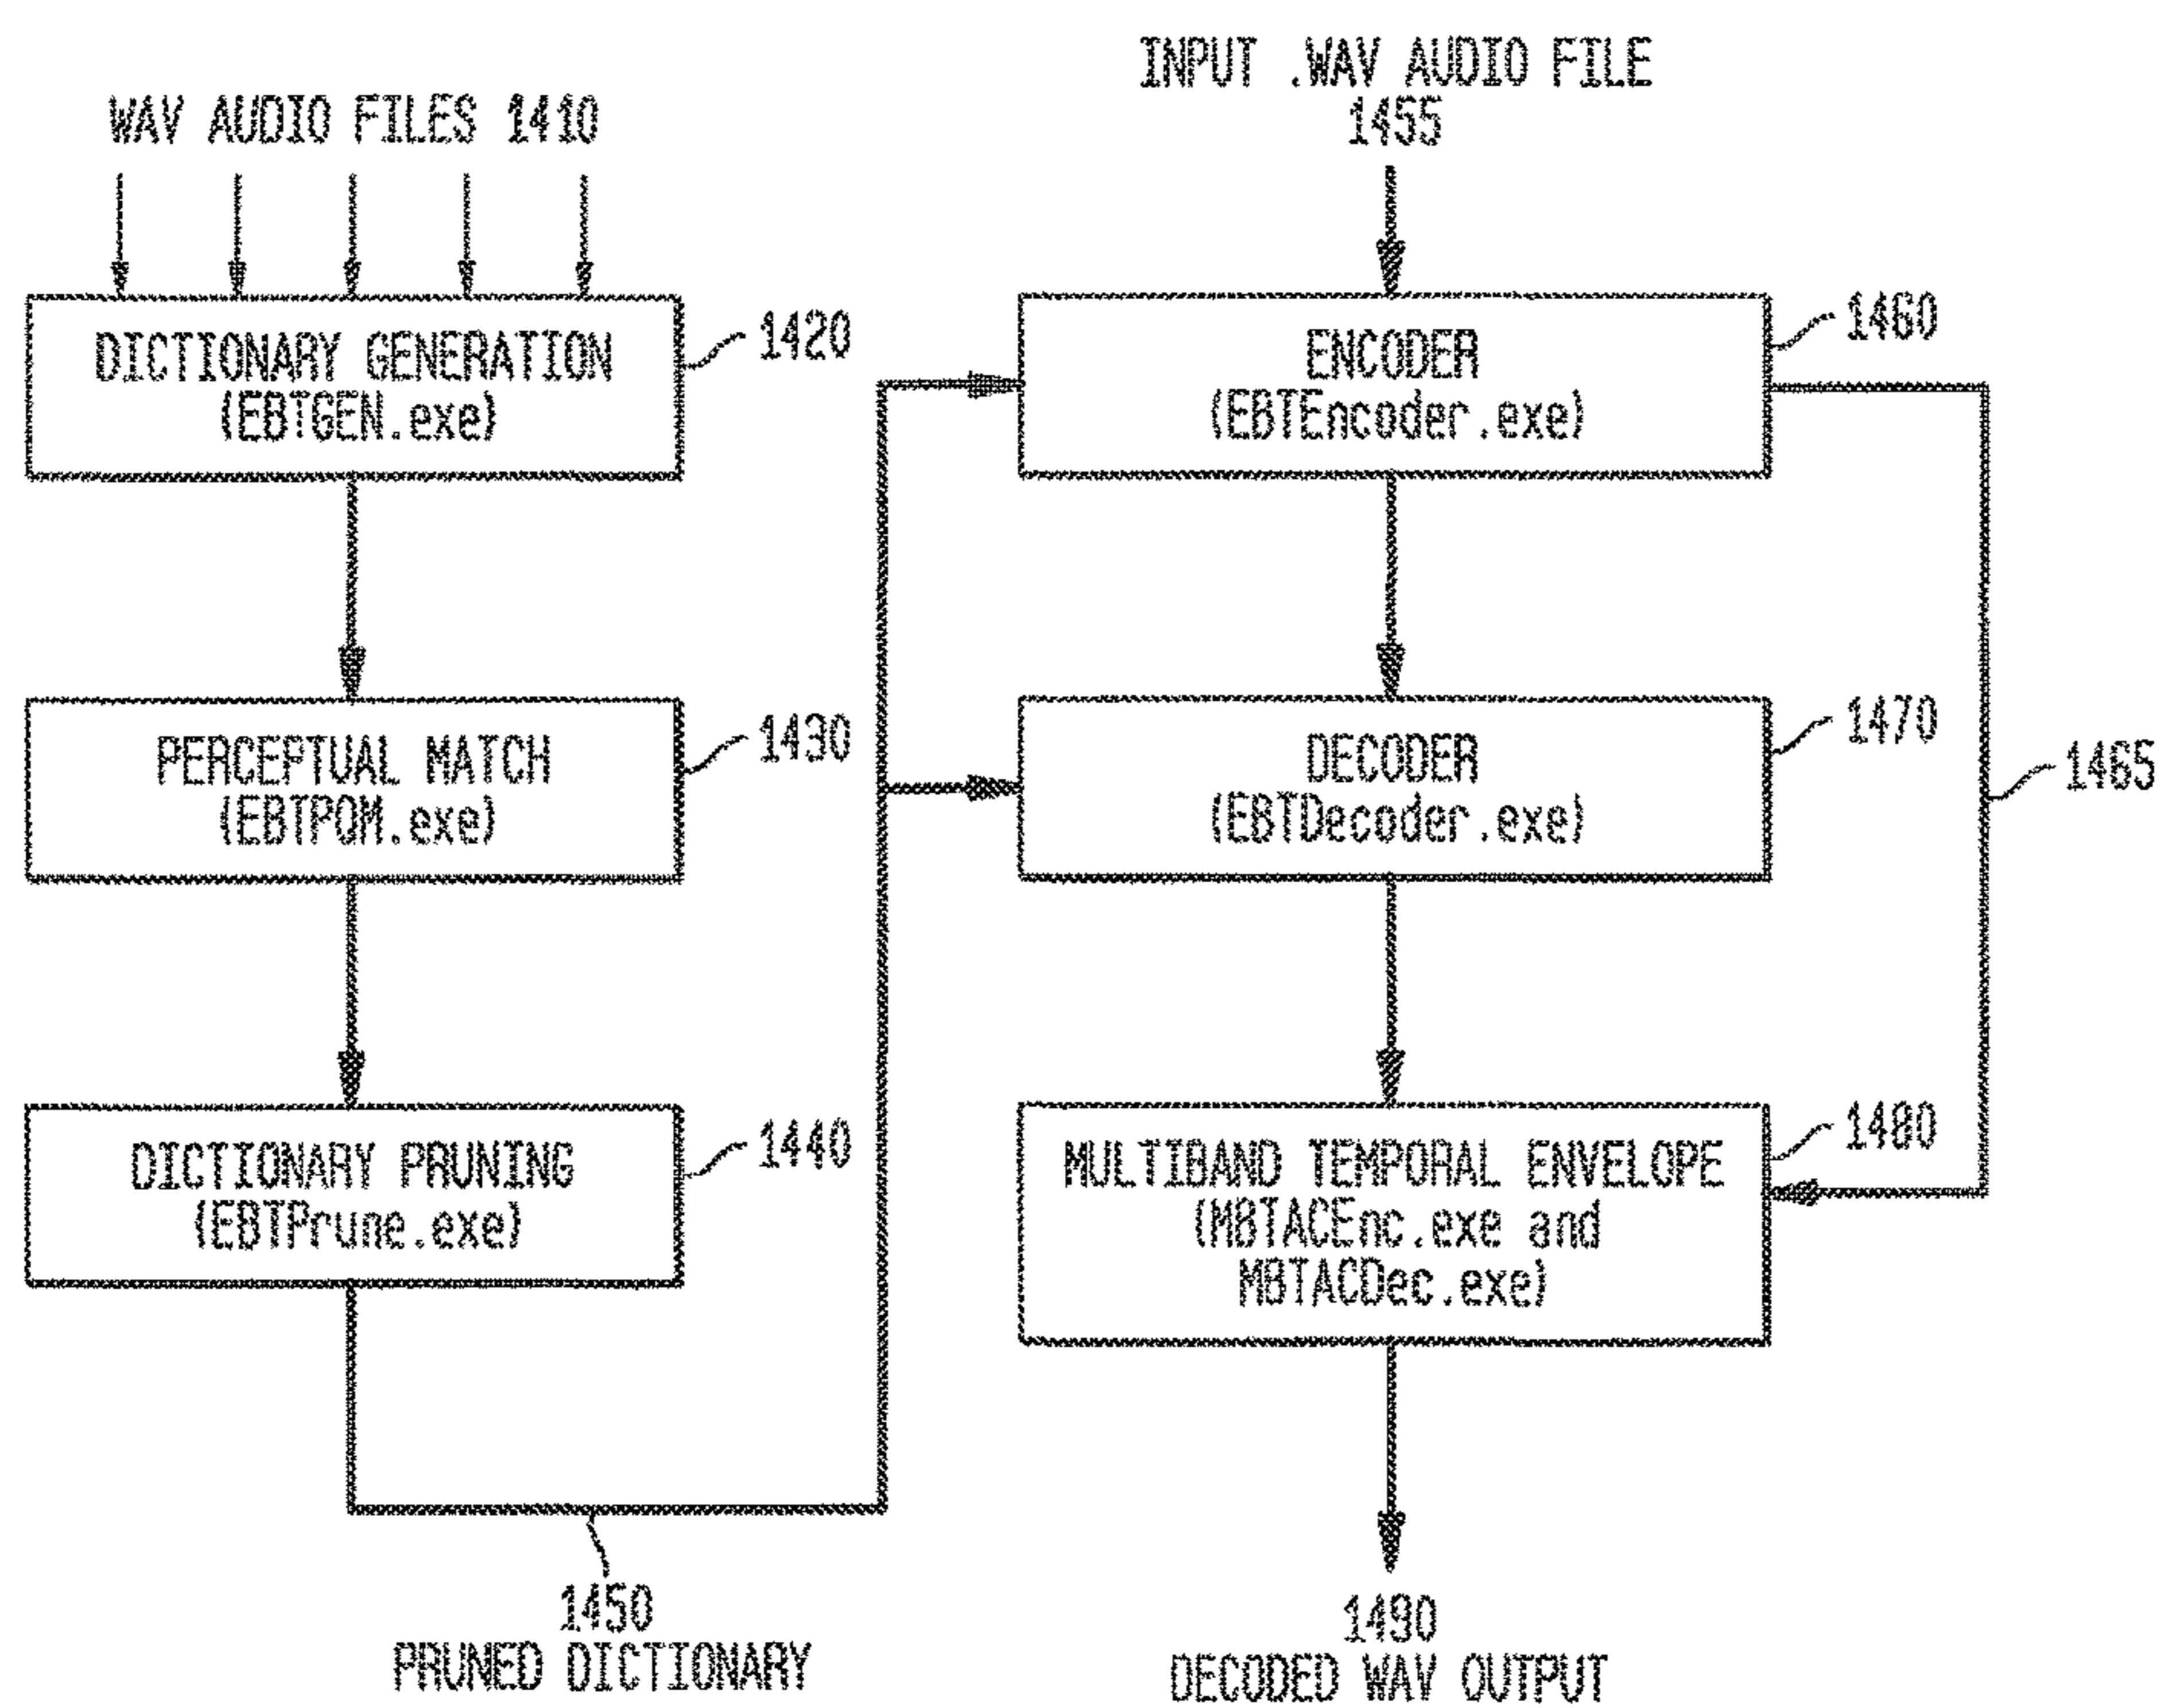 WAV AUDIO FILES 1410
DICTIONARY GENERATION
(EBTGEN.exe)
1420
PERCEPTUAL MATCH
(EBTPQM.exe)
1430
DICTIONARY PRUNING
(EBTPrune.exe)
1440
1450
PRUNED DICTIONARY
INPUT .WAV AUDIO FILE
1455
ENCODER
(EBTEncoder.exe)
1460
DECODER
(EBTDecoder.exe)
1470
1465
MULTIBAND TEMPORAL ENVELOPE
(MBTACEnc.exe and
MBTACDec.exe)
1480
1490
DECODED WAV OUTPUT